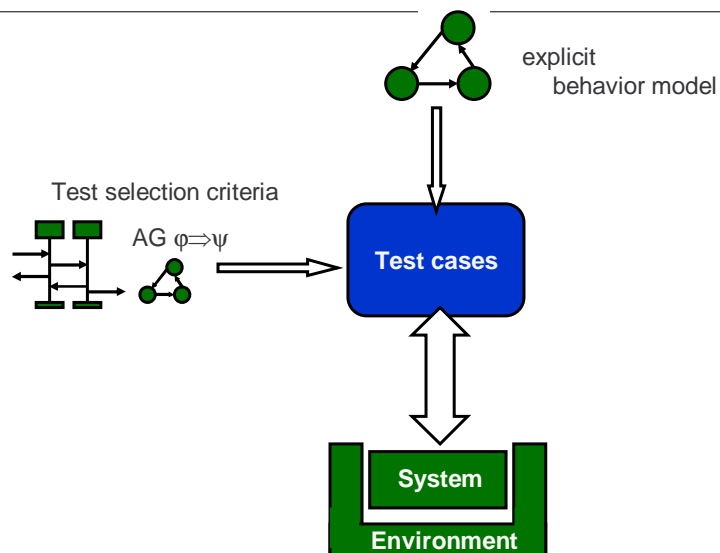 explicit
behavior model
Test selection criteria
AG φ⇒ψ
Test cases
System
Environment